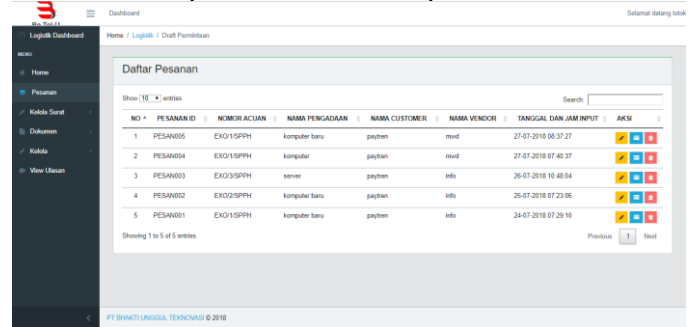 Dashboard
Selamat datang totok
Bo Tel-U
Logistik Dashboard
Home / Logistik / Draft Permintaan
MENU
Home
Pesanan
Kelola Surat
Dokumen
Kelola
View Ulasan
Daftar Pesanan
Show 10 entries
Search:
NO PESANAN ID NOMOR ACUAN NAMA PENGADAAN NAMA CUSTOMER NAMA VENDOR TANGGAL DAN JAM INPUT AKSI
1 PESAN005 EXO/1/SPPH komputer baru paytren mvd 27-07-2018 08:37:27
2 PESAN004 EXO/1/SPPH komputer paytren mvd 27-07-2018 07:40:37
3 PESAN003 EXO/3/SPPH server paytren info 26-07-2018 10:48:04
4 PESAN002 EXO/2/SPPH komputer baru paytren info 25-07-2018 07:23:06
5 PESAN001 EXO/1/SPPH komputer baru paytren info 24-07-2018 07:29:10
Showing 1 to 5 of 5 entries
Previous 1 Next
PT BHAKTI UNGGUL TEKNOVASI © 2018